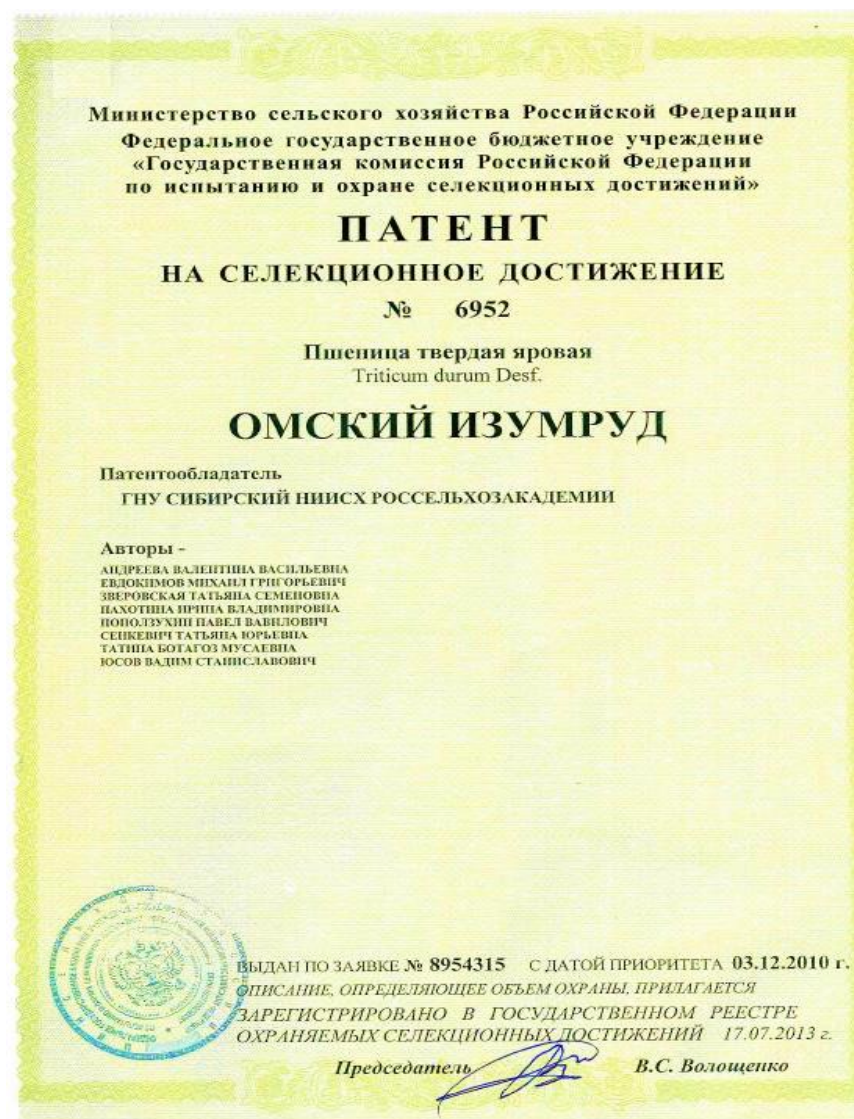 Министерство сельского хозяйства Российской Федерации
Федеральное государственное бюджетное учреждение
«Государственная комиссия Российской Федерации
по испытанию и охране селекционных достижений»
ПАТЕНТ
НА СЕЛЕКЦИОННОЕ ДОСТИЖЕНИЕ
№ 6952
Пшеница твердая яровая
Triticum durum Desf.
ОМСКИЙ ИЗУМРУД
Патентообладатель
ГНУ СИБИРСКИЙ НИИСХ РОССЕЛЬХОЗАКАДЕМИИ
Авторы -
АНДРЕЕВА ВАЛЕНТИНА ВАСИЛЬЕВНА
ЕВДОКИМОВ МИХАИЛ ГРИГОРЬЕВИЧ
ЗВЕРОВСКАЯ ТАТЬЯНА СЕМЕНОВНА
ПАХОТИНА ИРИНА ВЛАДИМИРОВНА
ПОПОЛЗУХИН ПАВЕЛ ВАВИЛОВИЧ
СЕНКЕВИЧ ТАТЬЯНА ЮРЬЕВНА
ТАТИНА БОТАГОЗ МУСАЕВНА
ЮСОВ ВАДИМ СТАНИСЛАВОВИЧ
ВЫДАН ПО ЗАЯВКЕ № 8954315 С ДАТОЙ ПРИОРИТЕТА 03.12.2010 г.
ОПИСАНИЕ, ОПРЕДЕЛЯЮЩЕЕ ОБЪЕМ ОХРАНЫ, ПРИЛАГАЕТСЯ
ЗАРЕГИСТРИРОВАНО В ГОСУДАРСТВЕННОМ РЕЕСТРЕ
ОХРАНЯЕМЫХ СЕЛЕКЦИОННЫХ ДОСТИЖЕНИЙ 17.07.2013 г.
Председатель В.С. Волощенко